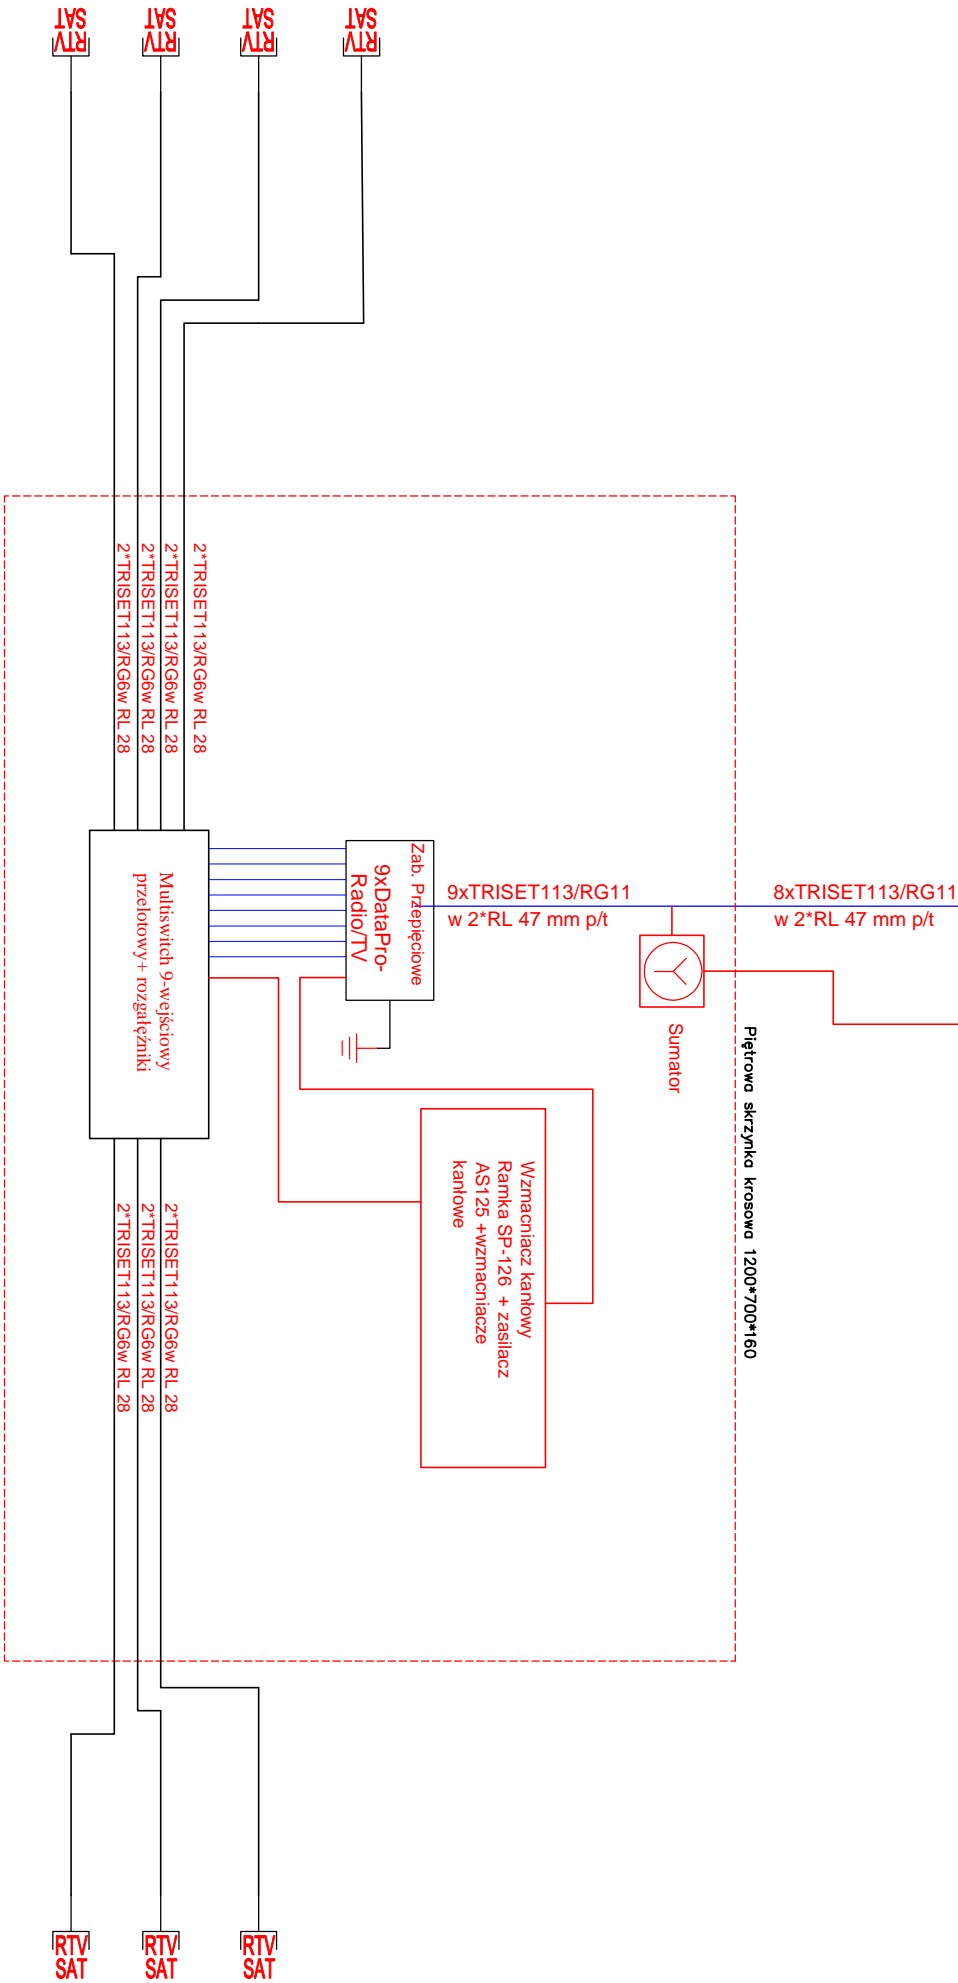 RTV
SAT
RTV
SAT
RTV
SAT
RTV
SAT
2*TRISET113/RG6w RL 28
2*TRISET113/RG6w RL 28
2*TRISET113/RG6w RL 28
2*TRISET113/RG6w RL 28
Zab. Przepięciowe
9xDataPro-
Radio/TV
9xTRISET113/RG11
w 2*RL 47 mm p/t
8xTRISET113/RG11
w 2*RL 47 mm p/t
Sumator
Piętrowa skrzynka krosowa 1200*700*160
Multiswitch 9-wejściowy
przelotowy+ rozgałęźniki
Wzmacniacz kanłowy
Ramka SP-126 + zasilacz
AS125 +wzmacniacze
kanłowe
2*TRISET113/RG6w RL 28
2*TRISET113/RG6w RL 28
2*TRISET113/RG6w RL 28
RTV
SAT
RTV
SAT
RTV
SAT